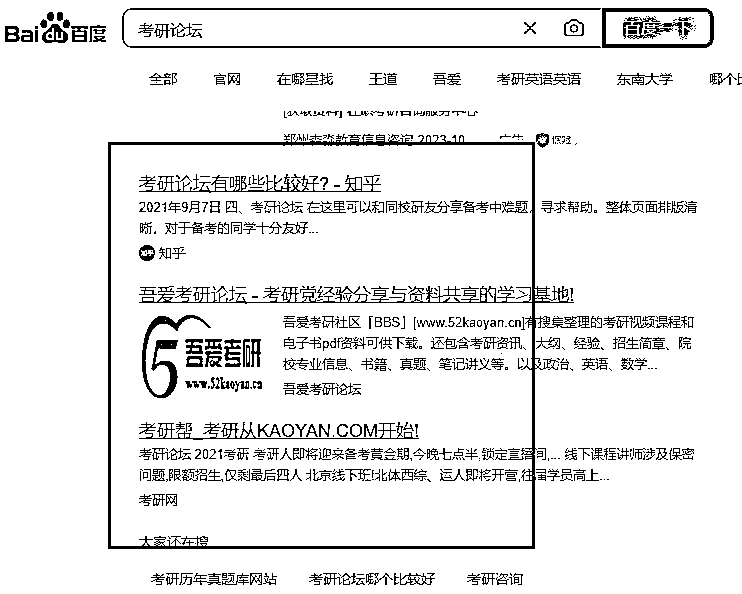 Bai百度 考研论坛 百度一下
全部 官网 在哪里找 王道 吾爱 考研英语英语 东南大学
郑州森淼教育信息咨询 2023-10 广告
考研论坛有哪些比较好? - 知乎
2021年9月7日 四、考研论坛 在这里可以和同校研友分享备考中难题，寻求帮助。整体页面排版清
晰，对于备考的同学十分友好...
知乎 知乎
吾爱考研论坛 - 考研党经验分享与资料共享的学习基地!
吾爱考研
www.52kaoyan.cn
吾爱考研社区「BBS」[www.52kaoyan.cn]有搜集整理的考研视频课程和
电子书pdf资料可供下载。还包含考研资讯、大纲、经验、招生简章、院
校专业信息、书籍、真题、笔记讲义等。以及政治、英语、数学...
吾爱考研论坛
考研帮_考研从KAOYAN.COM开始!
考研论坛 2021考研 考研人即将迎来备考黄金期,今晚七点半,锁定直播间,... 线下课程讲师涉及保密
问题,限额招生,仅剩最后四人 北京线下班!北体西综、运人即将开营,往届学员高上...
考研网
大家还在搜
考研历年真题库网站 考研论坛哪个比较好 考研咨询